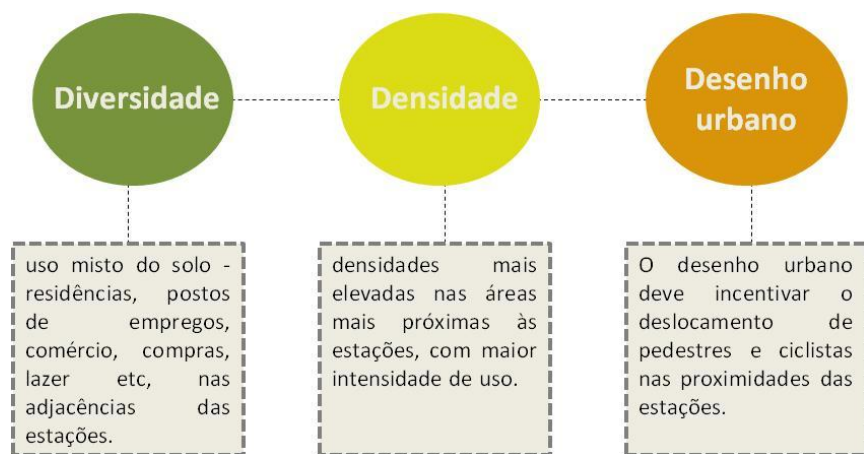 Diversidade
Densidade
Desenho
urbano
uso misto do solo -
residências, postos
de empregos,
comércio, compras,
lazer etc, nas
adjacências das
estações.
densidades mais
elevadas nas áreas
mais próximas às
estações, com maior
intensidade de uso.
O desenho urbano
deve incentivar o
deslocamento de
pedestres e ciclistas
nas proximidades das
estações.